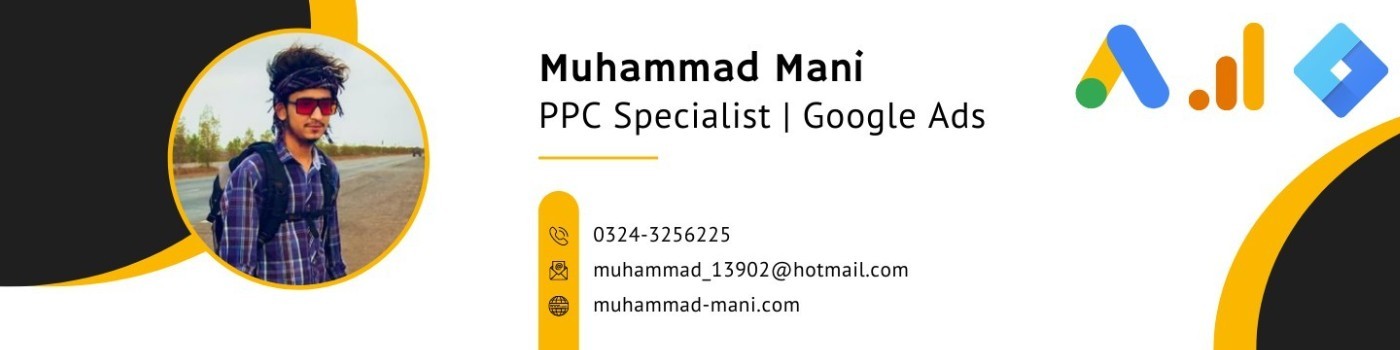 Muhammad Mani
PPC Specialist | Google Ads
0324-3256225
muhammad_13902@hotmail.com
muhammad-mani.com